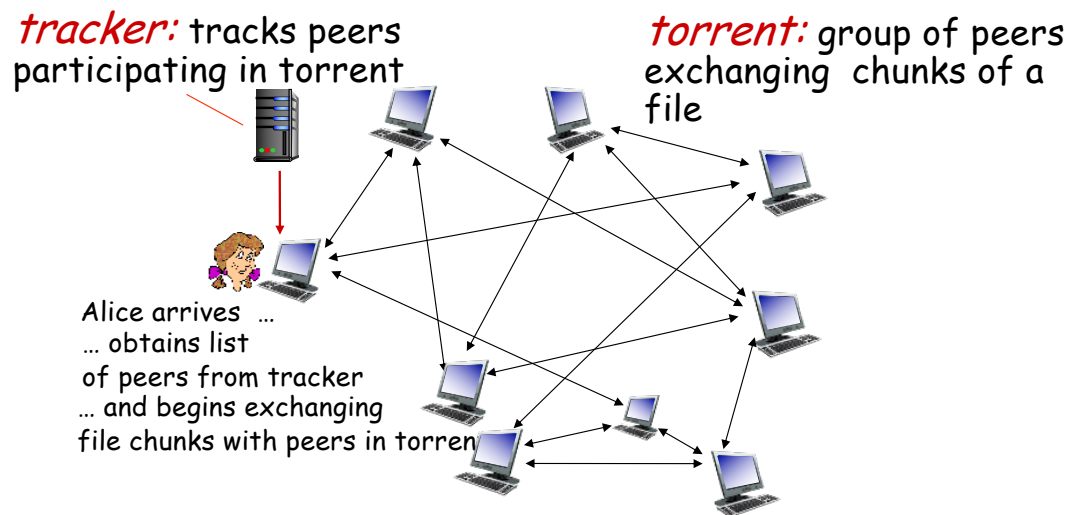 tracker: tracks peers
participating in torrent
torrent: group of peers
exchanging chunks of a
file
Alice arrives …
… obtains list
of peers from tracker
… and begins exchanging
file chunks with peers in torren